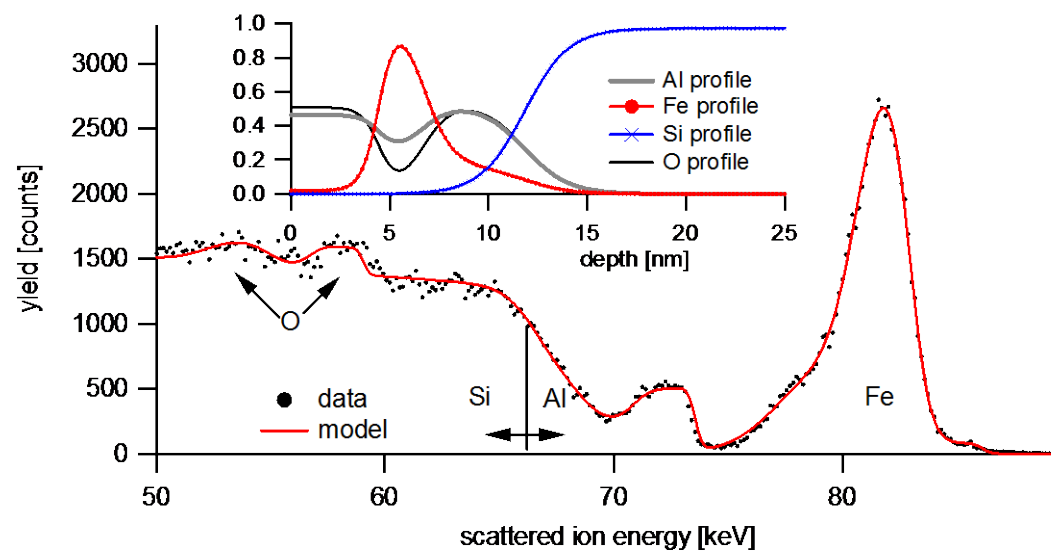 1.0
0.8
0.6
0.4
0.2
0.0
0
5
10
15
20
25
depth [nm]
Al profile
Fe profile
Si profile
O profile
3000
2500
2000
1500
1000
500
0
yield [counts]
O
Si
Al
Fe
data
model
50
60
70
80
scattered ion energy [keV]